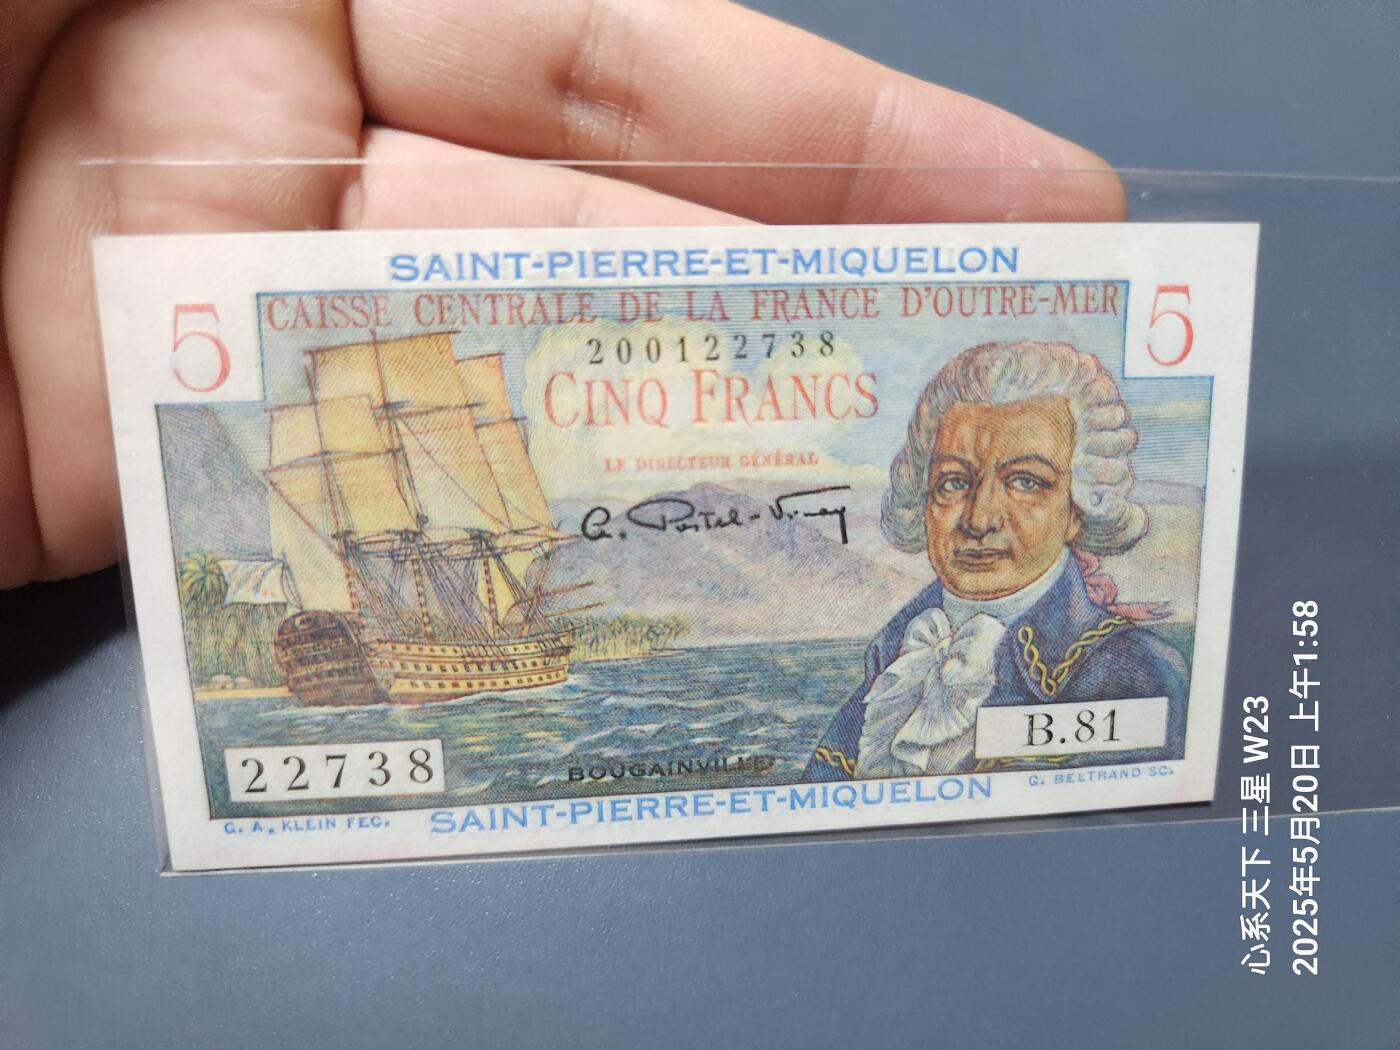 SAINT-PIERRE-ET-MIQUELON
5 CAISSE CENTRALE DE LA FRANCE D'OUTRE-MER 5
200122738
CINQ FRANCS
LE DIRECTEUR GÉNÉRAL
A. Postel-Vinay
B.81
22738
BOUGAINVILLE
G. A. KLEIN FEC.
SAINT-PIERRE-ET-MIQUELON
G. BELTRAND SC.
心系天下 三星 W23
2025年5月20日 上午1:58